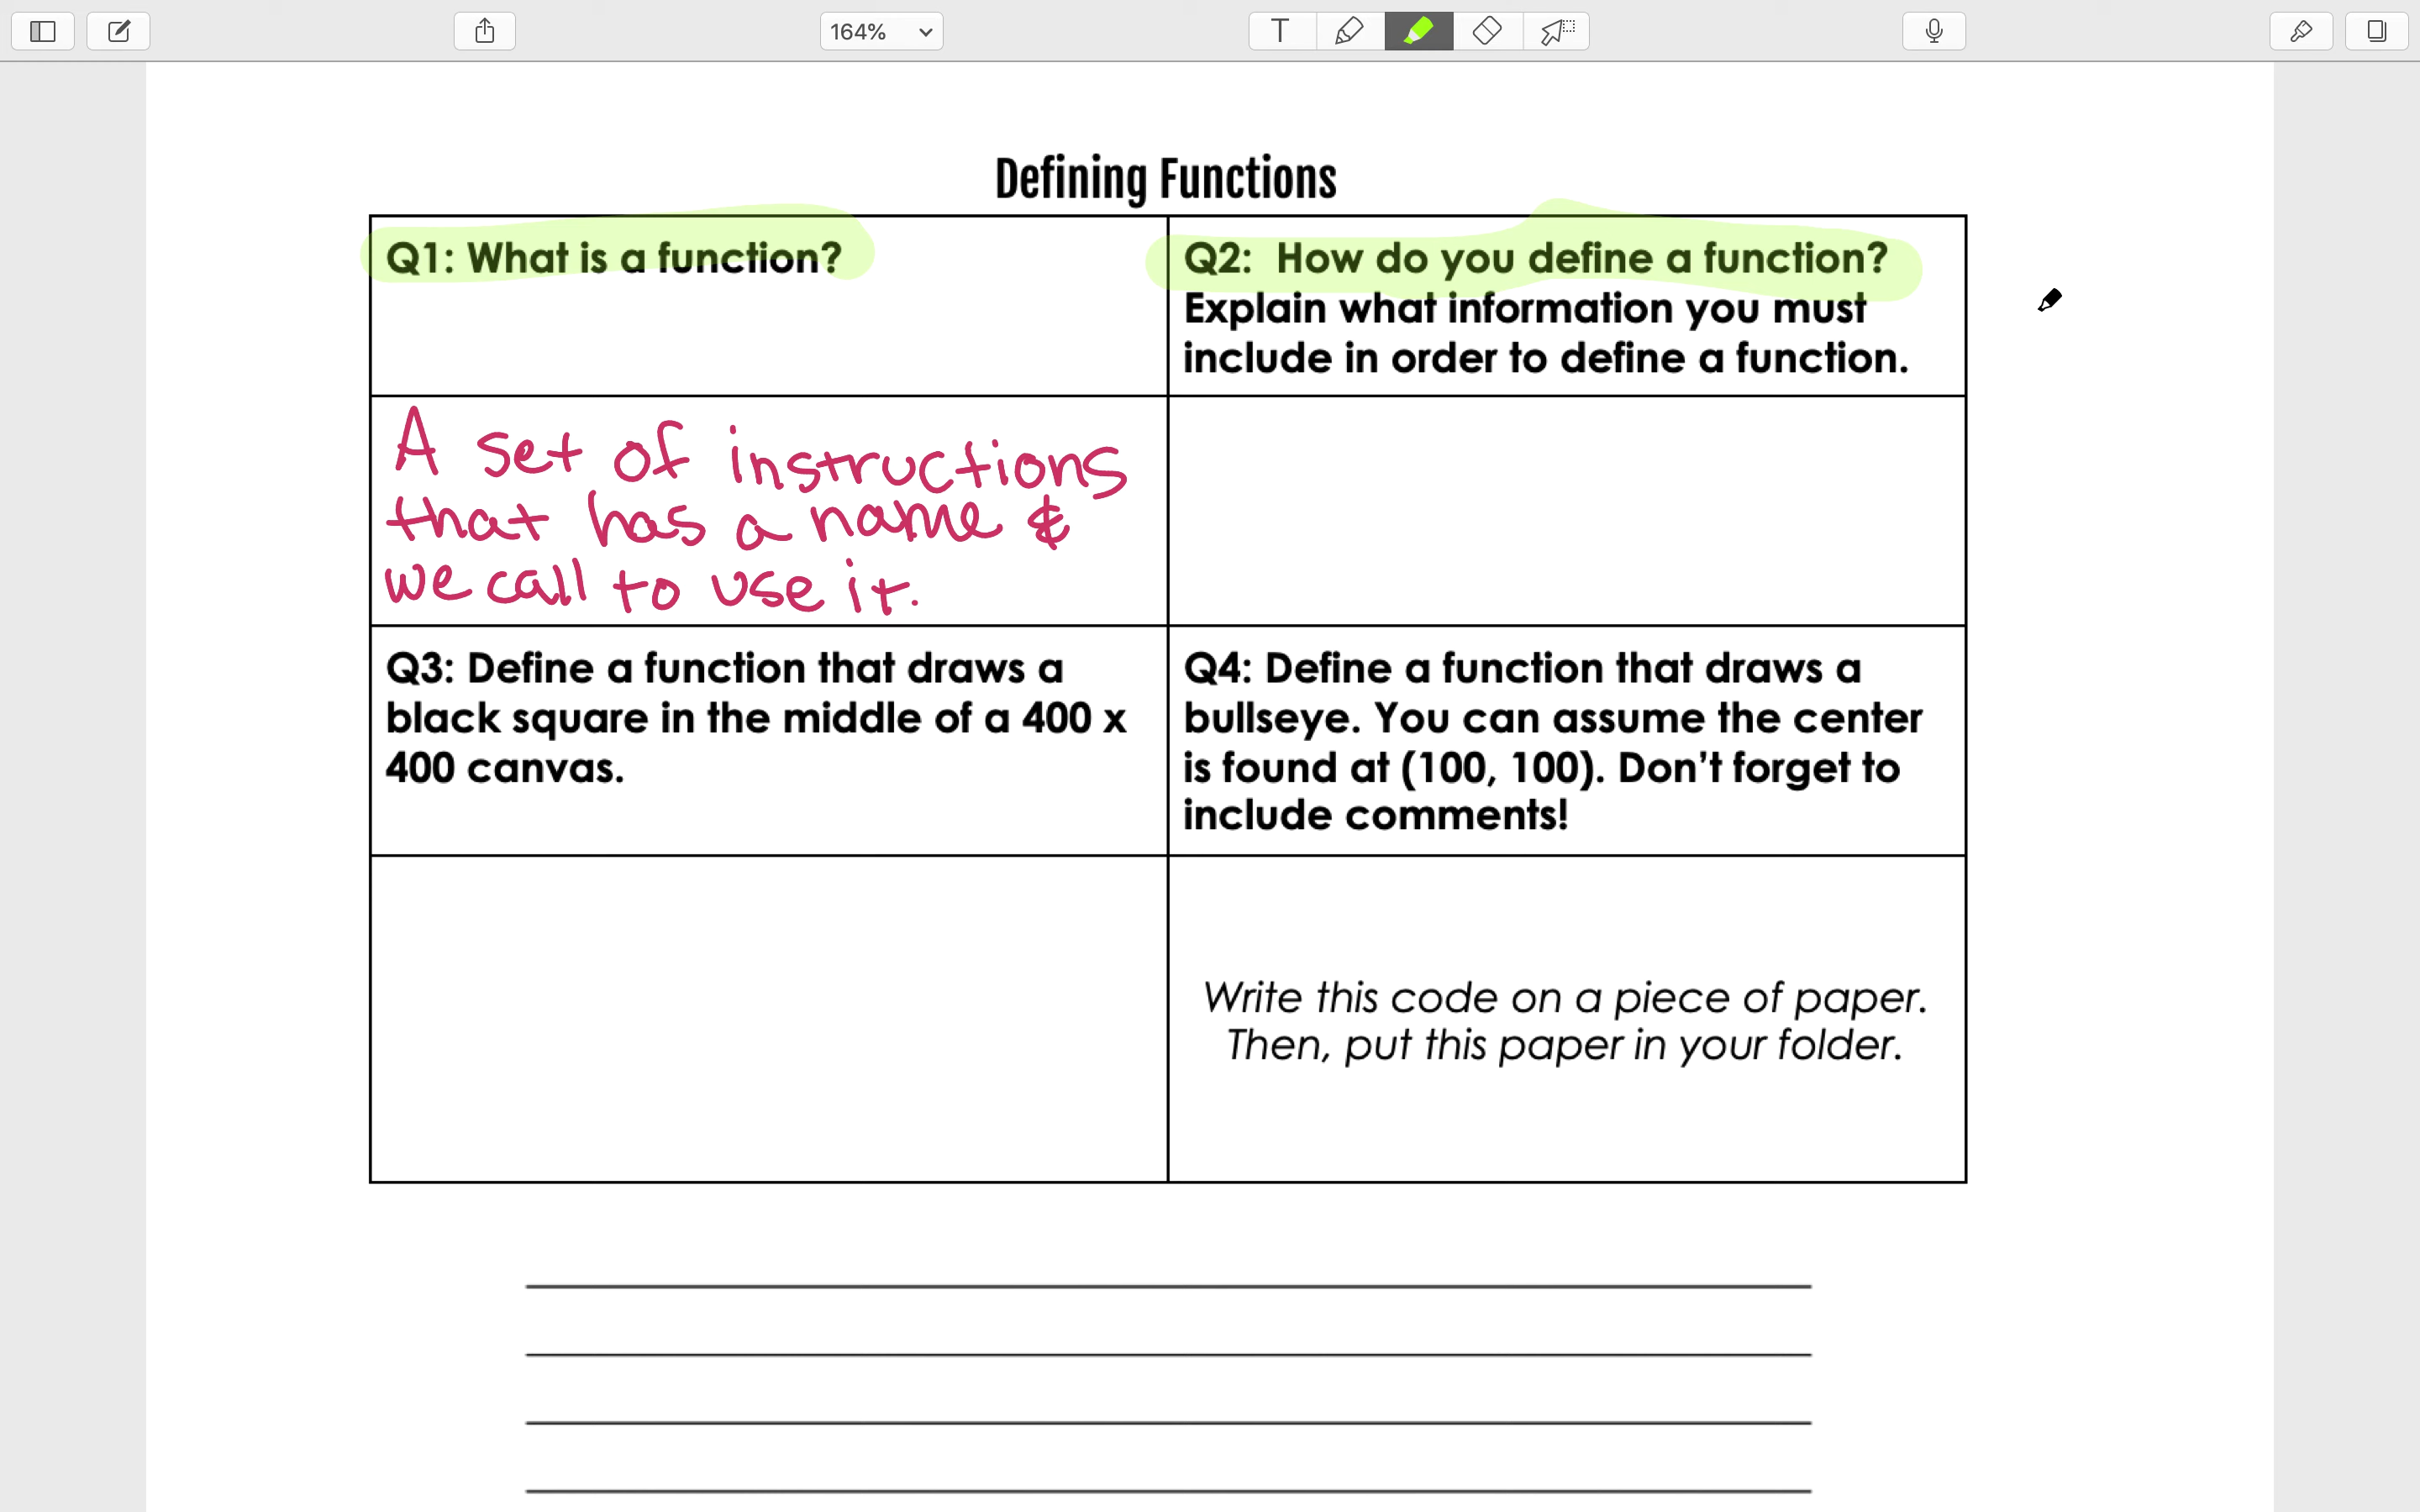 164%
T
Defining Functions
Q1: What is a function?
Q2: How do you define a function?
Explain what information you must
include in order to define a function.
A set of instructions
that has a name &
we call to use it.
Q3: Define a function that draws a
black square in the middle of a 400 x
400 canvas.
Q4: Define a function that draws a
bullseye. You can assume the center
is found at (100, 100). Don't forget to
include comments!
Write this code on a piece of paper.
Then, put this paper in your folder.